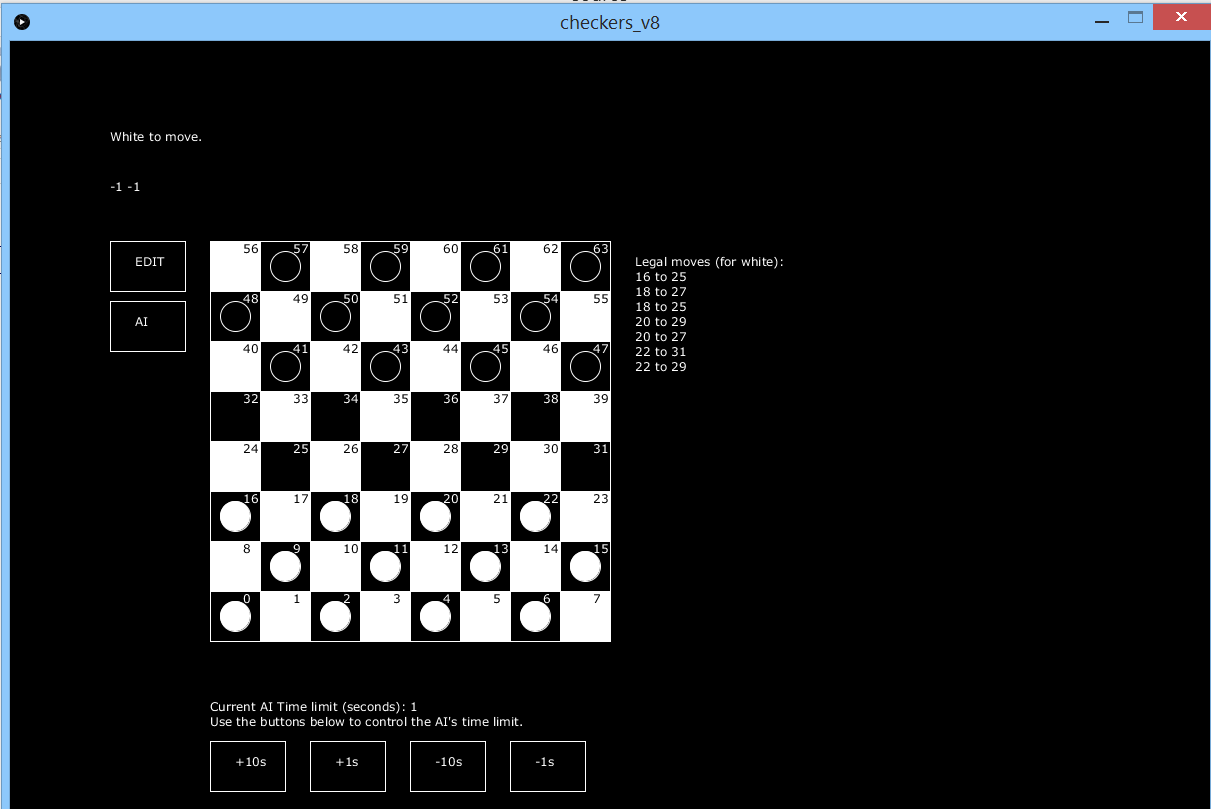 checkers_v8
White to move.
-1 -1
EDIT
AI
56 57 58 59 60 61 62 63
48 49 50 51 52 53 54 55
40 41 42 43 44 45 46 47
32 33 34 35 36 37 38 39
24 25 26 27 28 29 30 31
16 17 18 19 20 21 22 23
8 9 10 11 12 13 14 15
0 1 2 3 4 5 6 7
Legal moves (for white):
16 to 25
18 to 27
18 to 25
20 to 29
20 to 27
22 to 31
22 to 29
Current AI Time limit (seconds): 1
Use the buttons below to control the AI's time limit.
+10s +1s -10s -1s